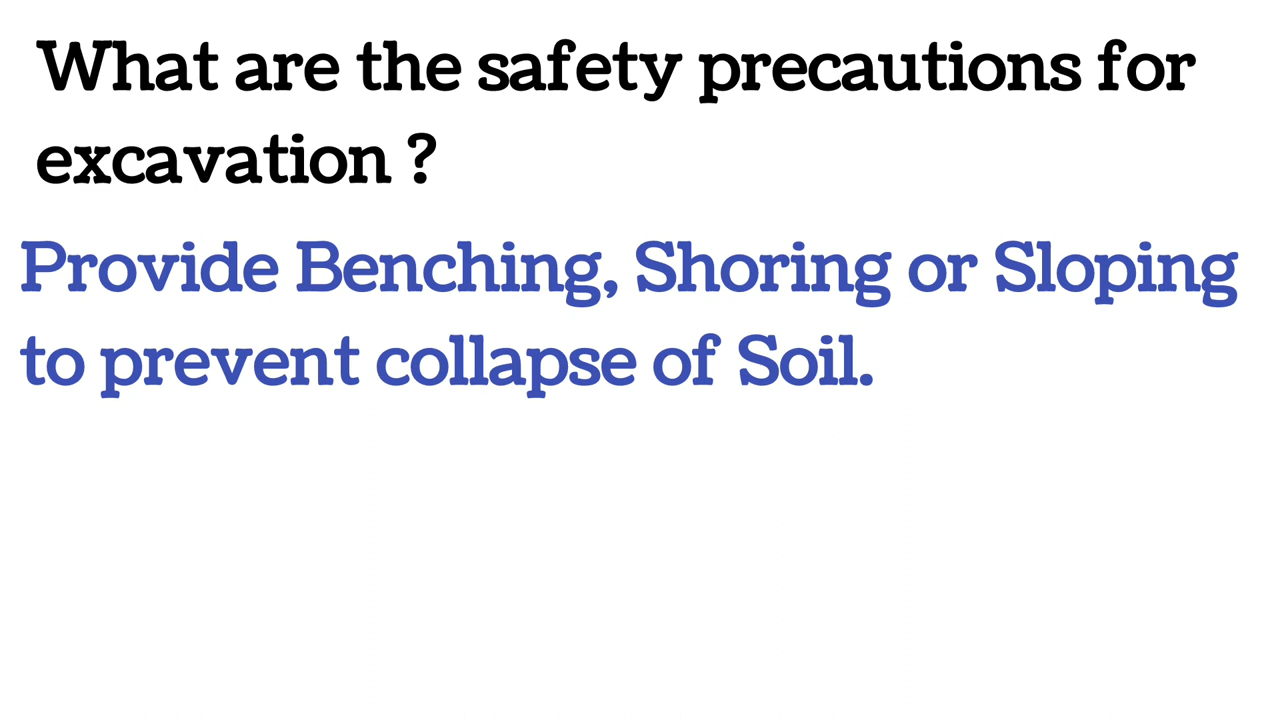 What are the safety precautions for
excavation ?
Provide Benching, Shoring or Sloping
to prevent collapse of Soil.